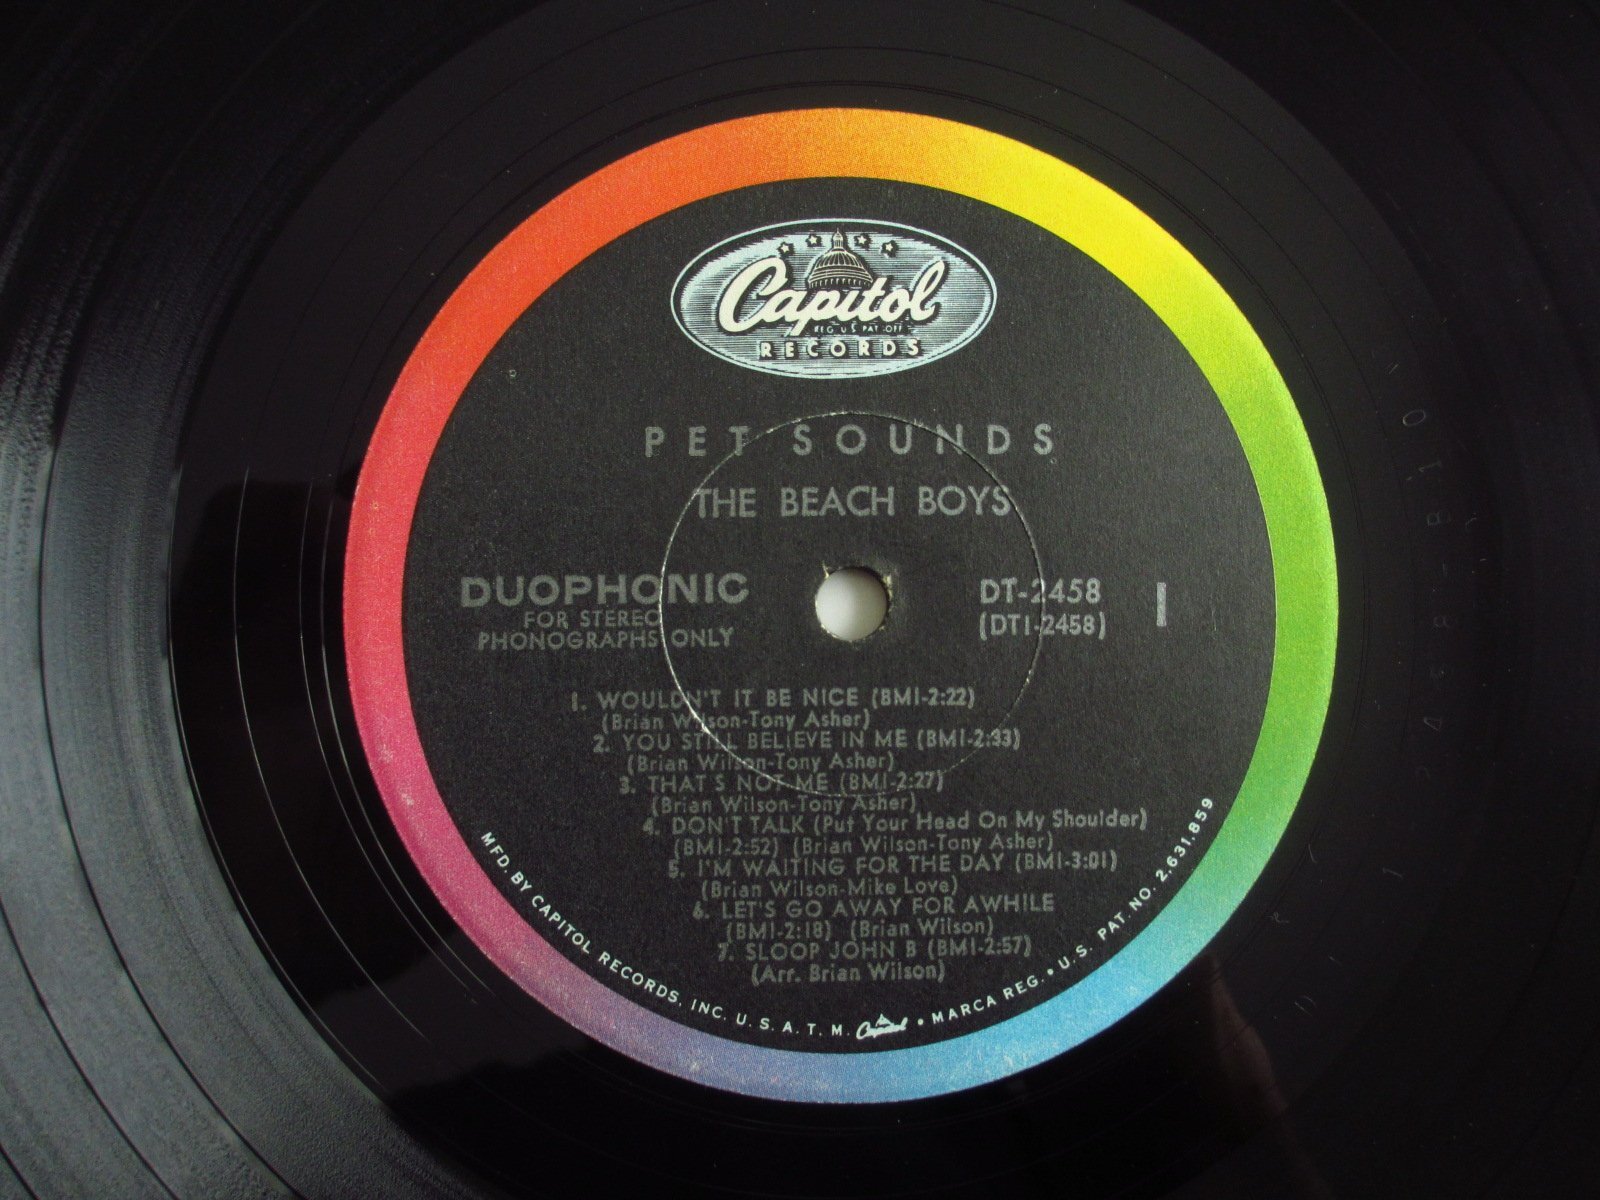 Capitol
REG. U.S. PAT. OFF.
RECORDS
PET SOUNDS
THE BEACH BOYS
DUOPHONIC
FOR STEREO
PHONOGRAPHS ONLY
DT-2458
(DT1-2458)
1
1. WOULDN'T IT BE NICE (BMI-2:22)
(Brian Wilson-Tony Asher)
2. YOU STILL BELIEVE IN ME (BMI-2:33)
(Brian Wilson-Tony Asher)
3. THAT'S NOT ME (BMI-2:27)
(Brian Wilson-Tony Asher)
4. DON'T TALK (Put Your Head On My Shoulder)
(BMI-2:52) (Brian Wilson-Tony Asher)
5. I'M WAITING FOR THE DAY (BMI-3:01)
(Brian Wilson-Mike Love)
6. LET'S GO AWAY FOR AWHILE
(BMI-2:18) (Brian Wilson)
7. SLOOP JOHN B (BMI-2:57)
(Arr. Brian Wilson)
MFD. BY CAPITOL RECORDS, INC. U.S.A. T.M. Capitol • MARCA REG. • U.S. PAT. NO. 2,631,859